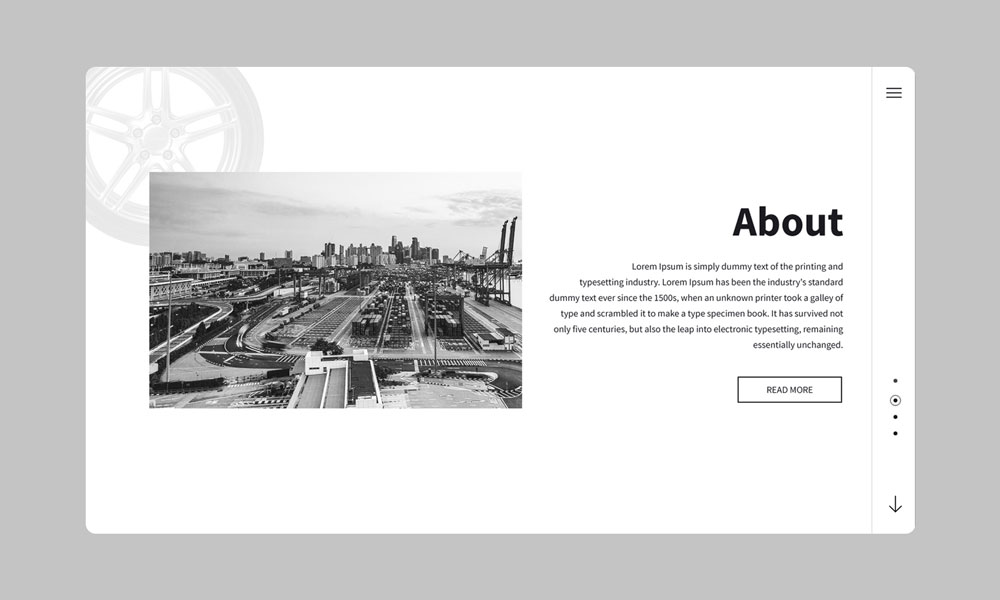 About
Lorem Ipsum is simply dummy text of the printing and
typesetting industry. Lorem Ipsum has been the industry's standard
dummy text ever since the 1500s, when an unknown printer took a galley of
type and scrambled it to make a type specimen book. It has survived not
only five centuries, but also the leap into electronic typesetting, remaining
essentially unchanged.
READ MORE